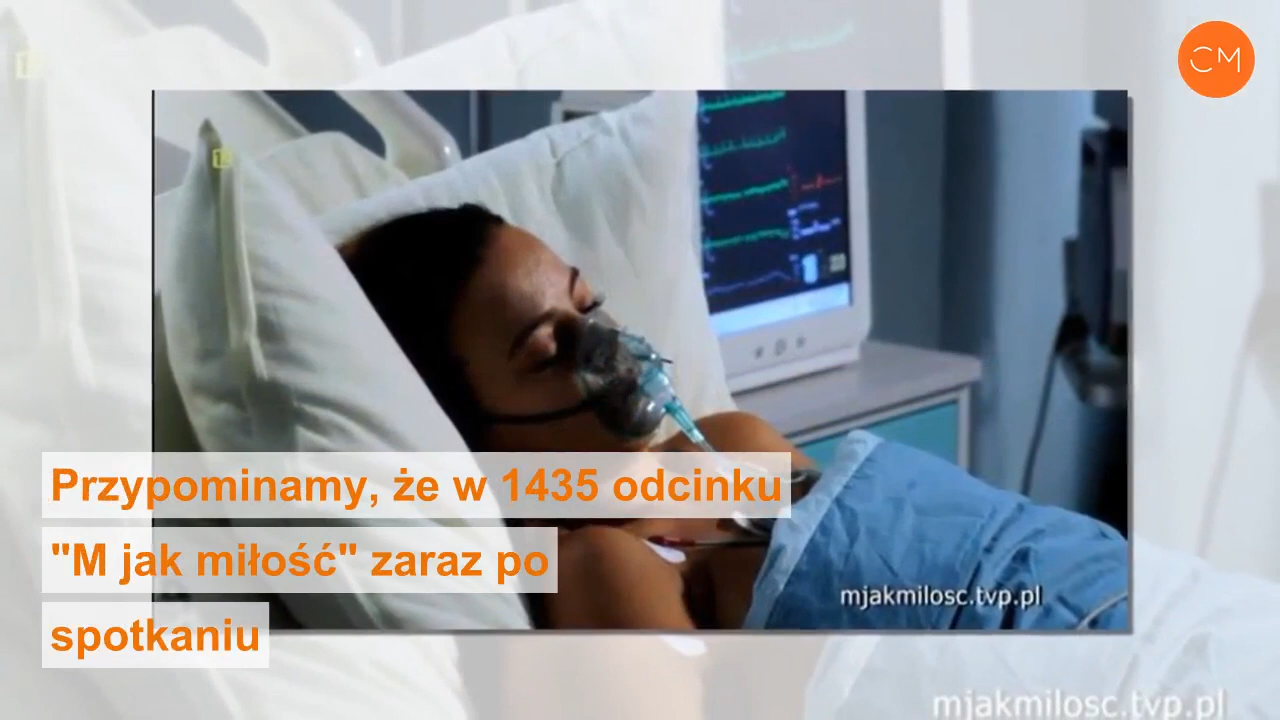 CM
Przypominamy, że w 1435 odcinku
"M jak miłość" zaraz po
spotkaniu
mjakmilosc.tvp.pl
mjakmilosc.tvp.pl